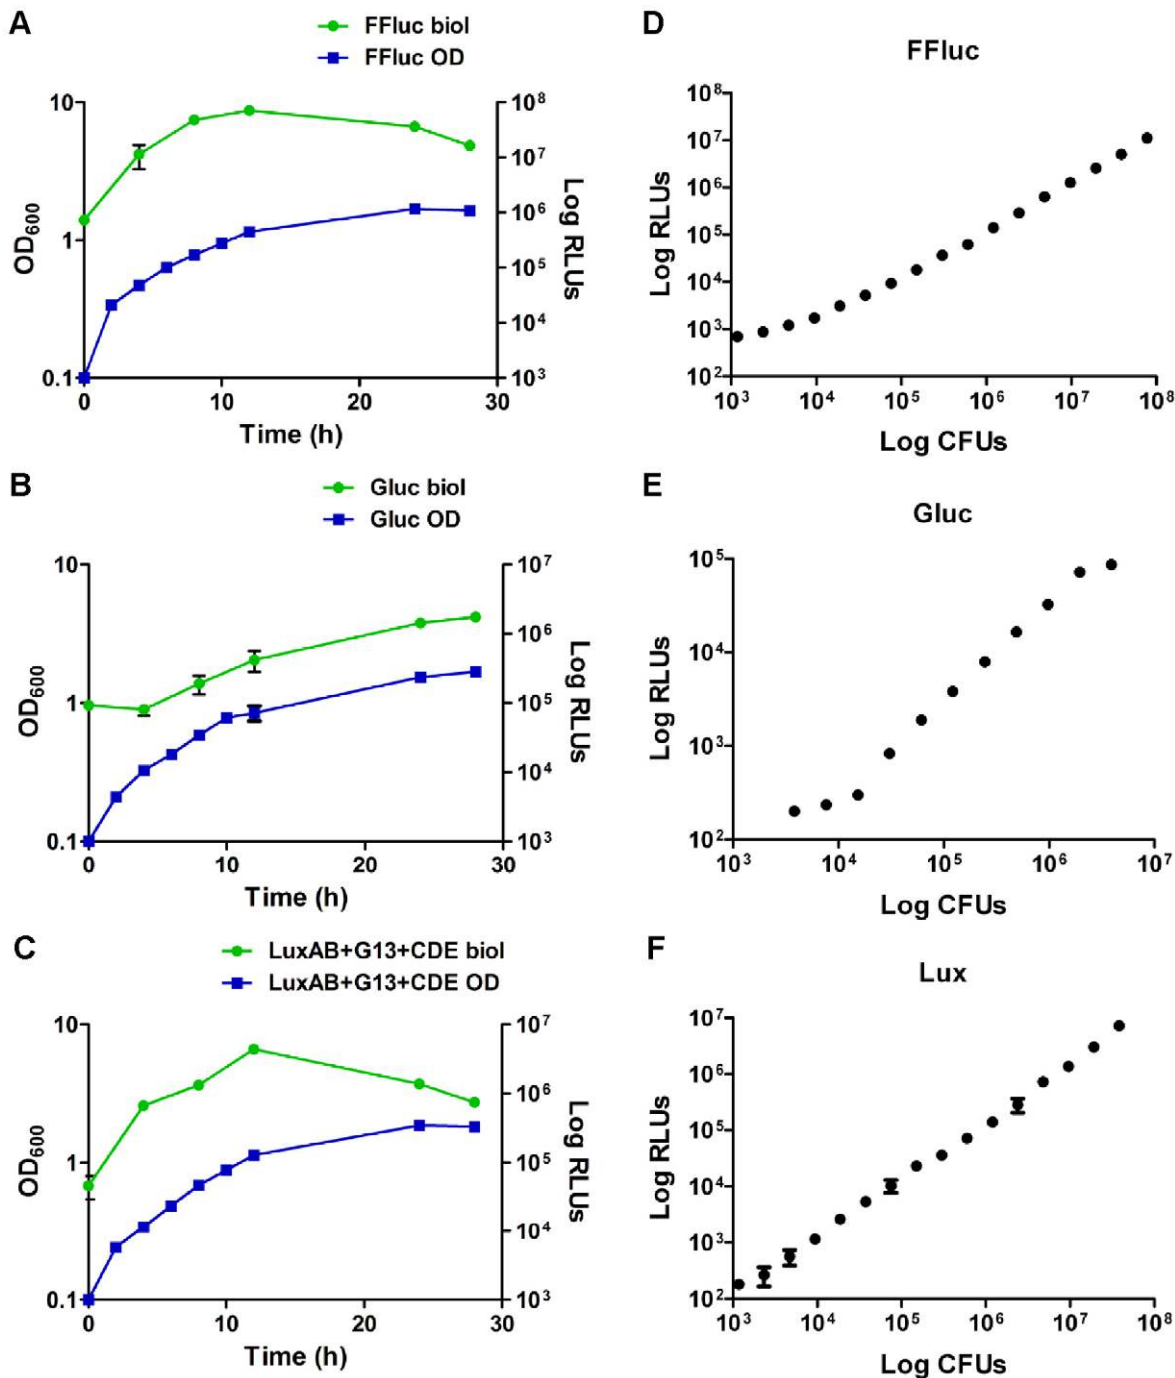 A
FFluc biol
FFluc OD
10
1
0.1
OD600
10^8
10^7
10^6
10^5
10^4
10^3
Log RLUs
0 10 20 30
Time (h)
D
FFluc
10^8
10^7
10^6
10^5
10^4
10^3
10^2
Log RLUs
10^3 10^4 10^5 10^6 10^7 10^8
Log CFUs
B
Gluc biol
Gluc OD
10
1
0.1
OD600
10^7
10^6
10^5
10^4
10^3
Log RLUs
0 10 20 30
Time (h)
E
Gluc
10^5
10^4
10^3
10^2
Log RLUs
10^3 10^4 10^5 10^6 10^7
Log CFUs
C
LuxAB+G13+CDE biol
LuxAB+G13+CDE OD
10
1
0.1
OD600
10^7
10^6
10^5
10^4
10^3
Log RLUs
0 10 20 30
Time (h)
F
Lux
10^7
10^6
10^5
10^4
10^3
10^2
Log RLUs
10^3 10^4 10^5 10^6 10^7 10^8
Log CFUs